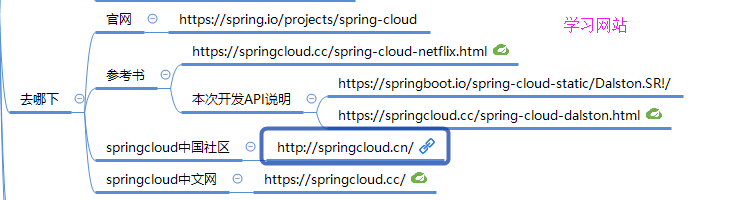 官网
https://spring.io/projects/spring-cloud
学习网站
https://springcloud.cc/spring-cloud-netflix.html
参考书
https://springboot.io/spring-cloud-static/Dalston.SR!/
本次开发API说明
去哪下
https://springcloud.cc/spring-cloud-dalston.html
springcloud中国社区
http://springcloud.cn/
springcloud中文网
https://springcloud.cc/